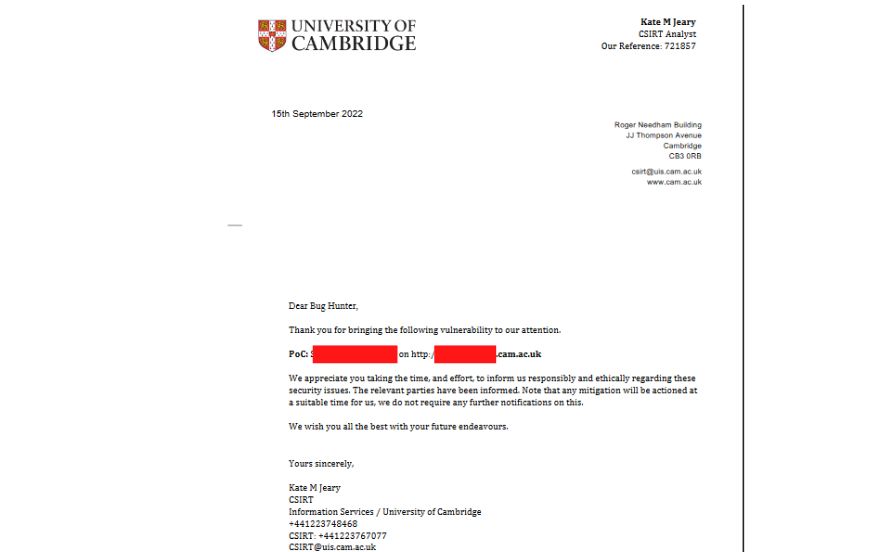 UNIVERSITY OF
CAMBRIDGE
Kate M Jeary
CSIRT Analyst
Our Reference: 721857
15th September 2022
Roger Needham Building
JJ Thompson Avenue
Cambridge
CB3 0RB
csirt@uis.cam.ac.uk
www.cam.ac.uk
Dear Bug Hunter,
Thank you for bringing the following vulnerability to our attention.
PoC: on http:/ .cam.ac.uk
We appreciate you taking the time, and effort, to inform us responsibly and ethically regarding these
security issues. The relevant parties have been informed. Note that any mitigation will be actioned at
a suitable time for us, we do not require any further notifications on this.
We wish you all the best with your future endeavours.
Yours sincerely,
Kate M Jeary
CSIRT
Information Services / University of Cambridge
+441223748468
CSIRT: +441223767077
CSIRT@uis.cam.ac.uk